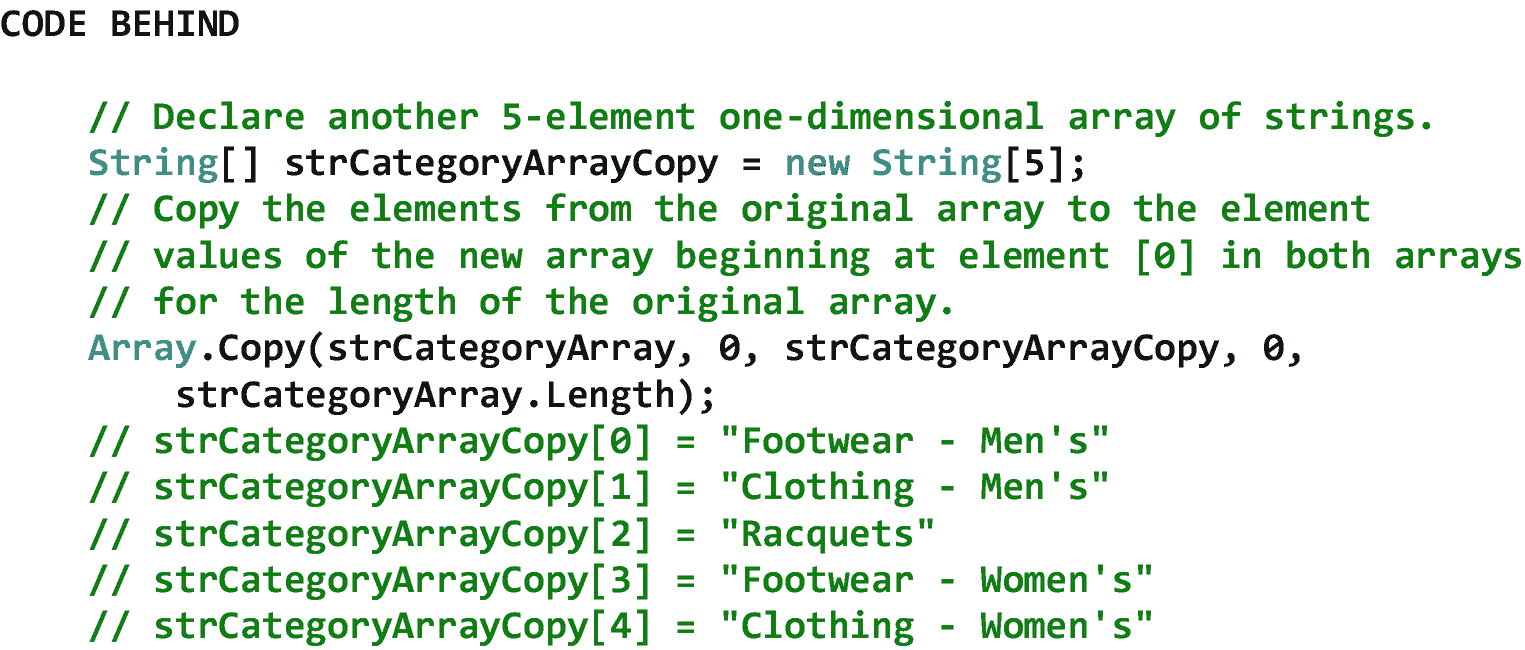 CODE BEHIND
// Declare another 5-element one-dimensional array of strings.
String[] strCategoryArrayCopy = new String[5];
// Copy the elements from the original array to the element
// values of the new array beginning at element [0] in both arrays
// for the length of the original array.
Array.Copy(strCategoryArray, 0, strCategoryArrayCopy, 0,
strCategoryArray.Length);
// strCategoryArrayCopy[0] = "Footwear - Men's"
// strCategoryArrayCopy[1] = "Clothing - Men's"
// strCategoryArrayCopy[2] = "Racquets"
// strCategoryArrayCopy[3] = "Footwear - Women's"
// strCategoryArrayCopy[4] = "Clothing - Women's"